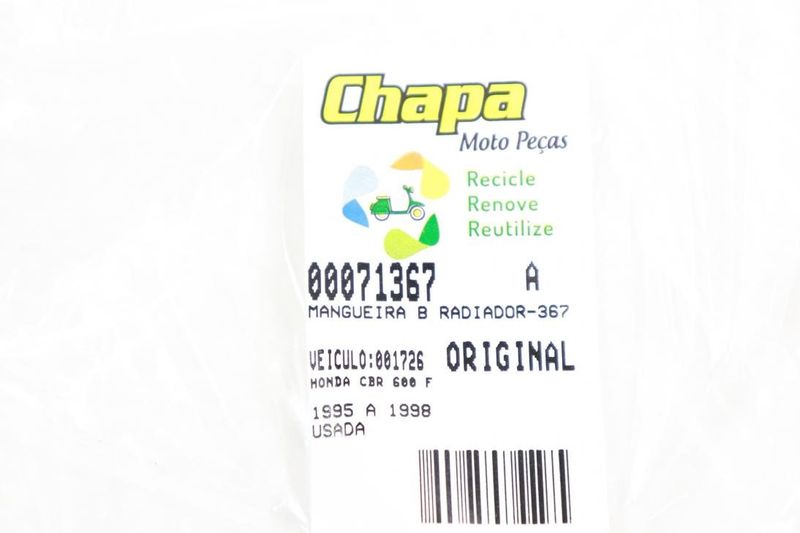 Chapa
Moto Peças
Recicle
Renove
Reutilize
00071367 A
MANGUEIRA B RADIADOR-367
VEICULO:001726 ORIGINAL
HONDA CBR 600 F
1995 A 1998
USADA